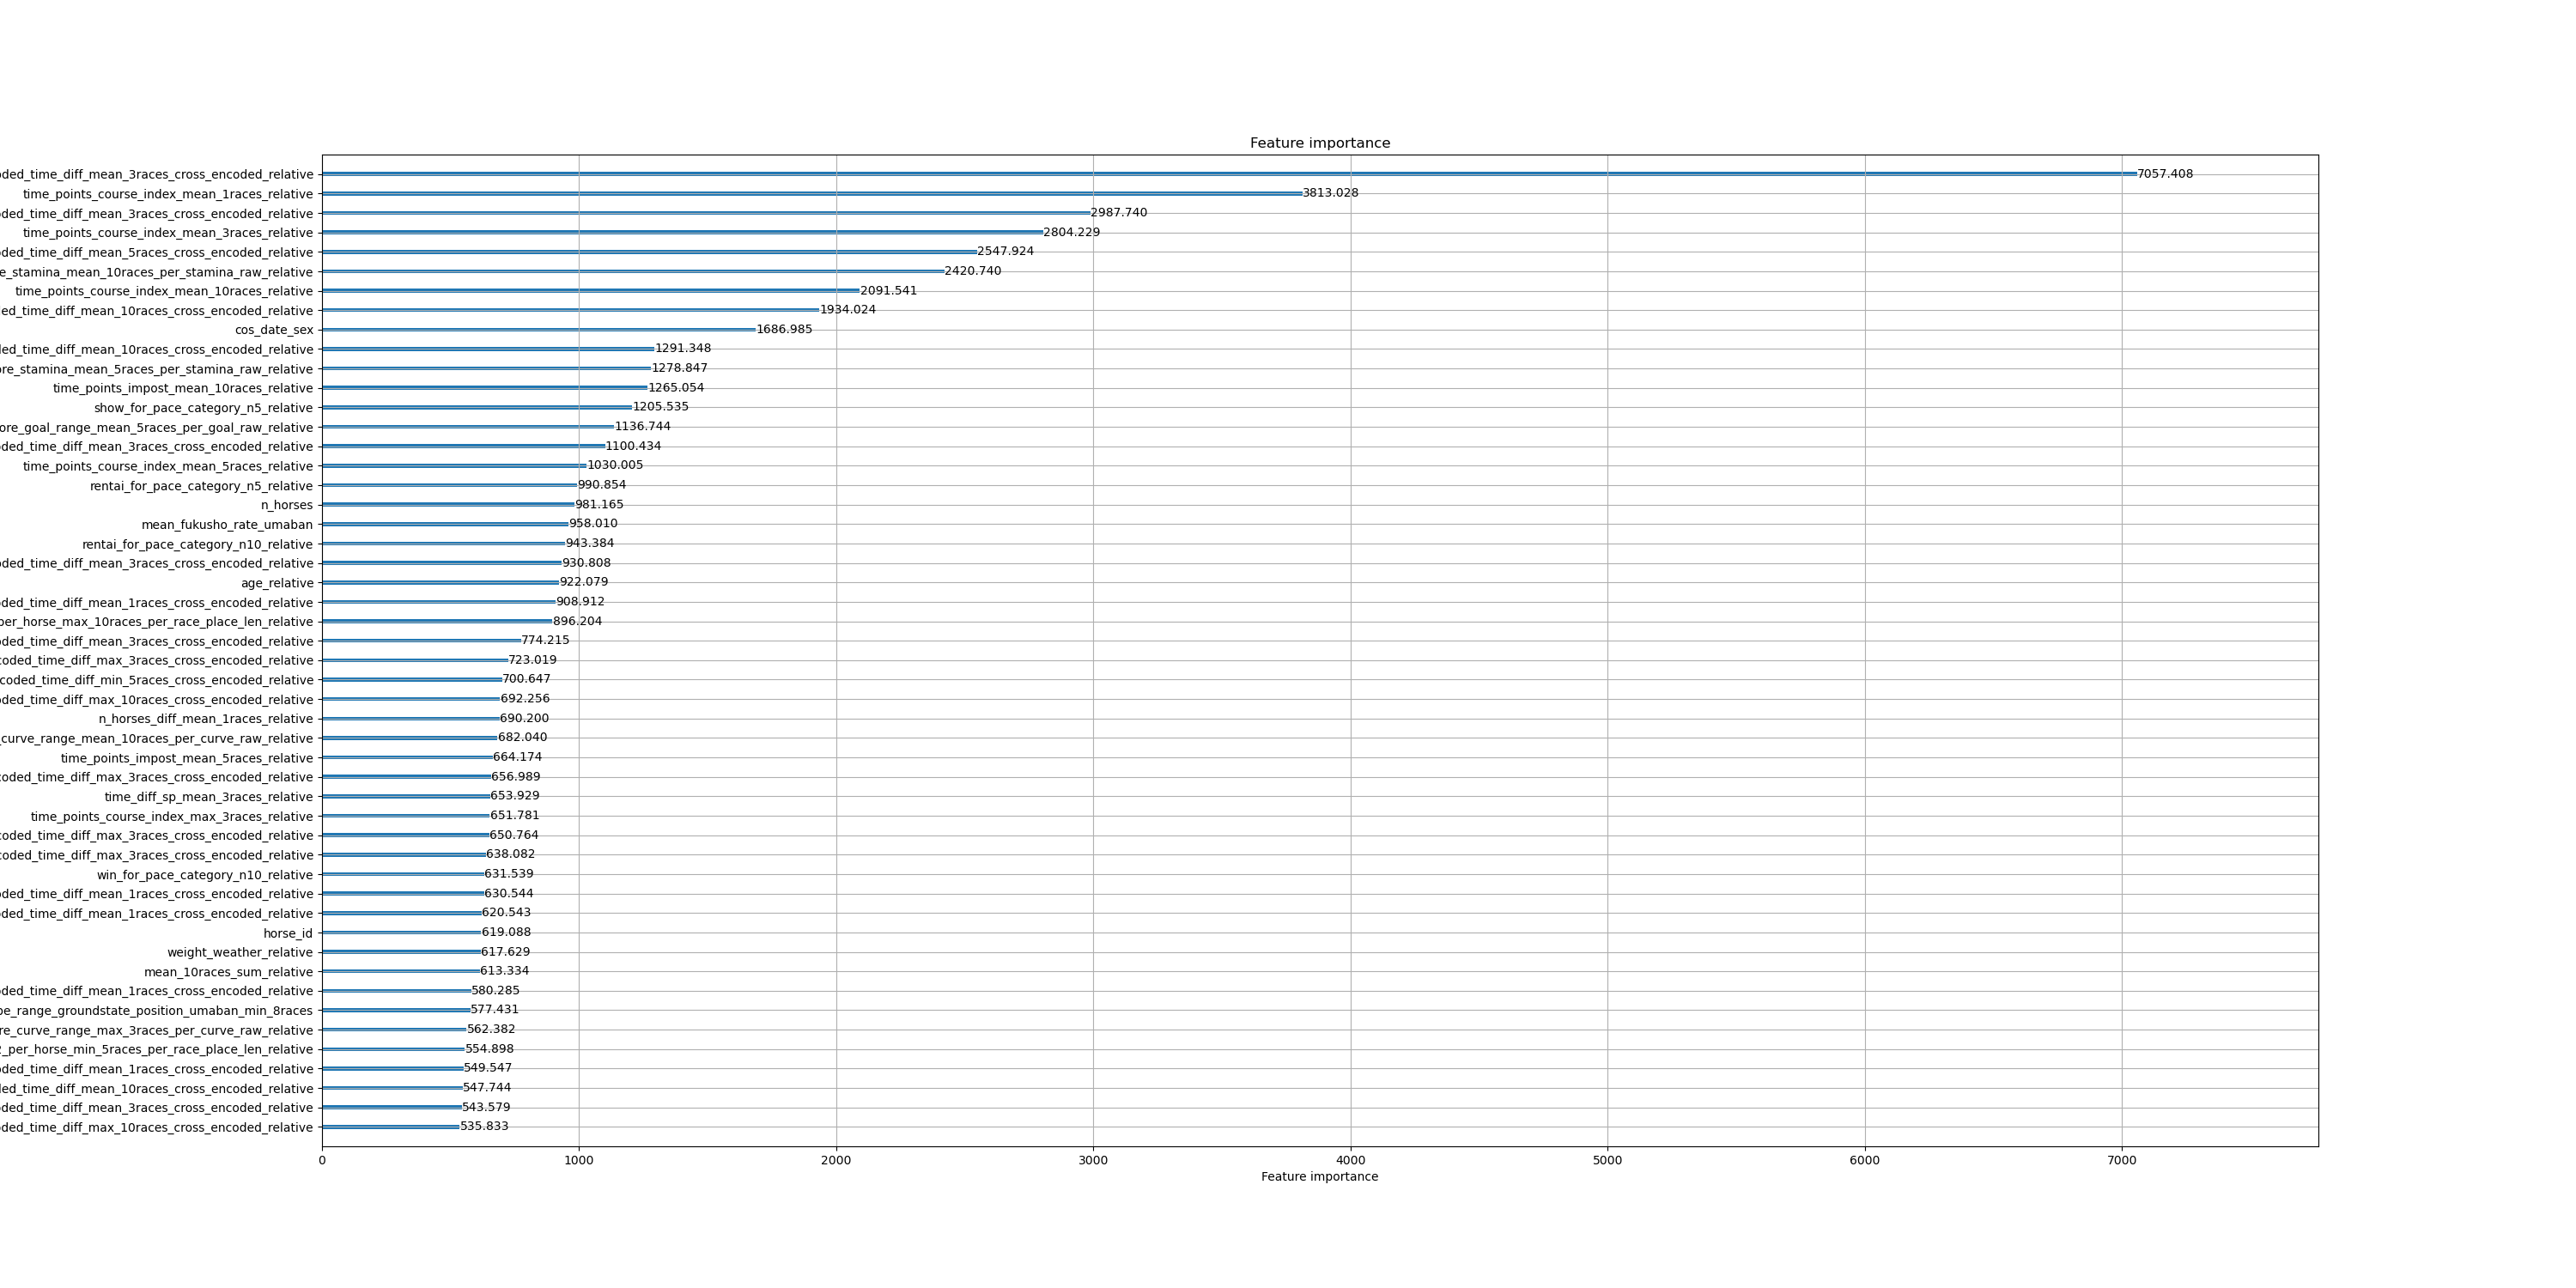 Feature importance
oded_time_diff_mean_3races_cross_encoded_relative 7057.408
time_points_course_index_mean_1races_relative 3813.028
oded_time_diff_mean_3races_cross_encoded_relative 2987.740
time_points_course_index_mean_3races_relative 2804.229
oded_time_diff_mean_5races_cross_encoded_relative 2547.924
e_stamina_mean_10races_per_stamina_raw_relative 2420.740
time_points_course_index_mean_10races_relative 2091.541
ed_time_diff_mean_10races_cross_encoded_relative 1934.024
cos_date_sex 1686.985
ded_time_diff_mean_10races_cross_encoded_relative 1291.348
ore_stamina_mean_5races_per_stamina_raw_relative 1278.847
time_points_impost_mean_10races_relative 1265.054
show_for_pace_category_n5_relative 1205.535
ore_goal_range_mean_5races_per_goal_raw_relative 1136.744
oded_time_diff_mean_3races_cross_encoded_relative 1100.434
time_points_course_index_mean_5races_relative 1030.005
rentai_for_pace_category_n5_relative 990.854
n_horses 981.165
mean_fukusho_rate_umaban 958.010
rentai_for_pace_category_n10_relative 943.384
oded_time_diff_mean_3races_cross_encoded_relative 930.808
age_relative 922.079
oded_time_diff_mean_1races_cross_encoded_relative 908.912
per_horse_max_10races_per_race_place_len_relative 896.204
oded_time_diff_mean_3races_cross_encoded_relative 774.215
coded_time_diff_max_3races_cross_encoded_relative 723.019
coded_time_diff_min_5races_cross_encoded_relative 700.647
ded_time_diff_max_10races_cross_encoded_relative 692.256
n_horses_diff_mean_1races_relative 690.200
_curve_range_mean_10races_per_curve_raw_relative 682.040
time_points_impost_mean_5races_relative 664.174
coded_time_diff_max_3races_cross_encoded_relative 656.989
time_diff_sp_mean_3races_relative 653.929
time_points_course_index_max_3races_relative 651.781
coded_time_diff_max_3races_cross_encoded_relative 650.764
coded_time_diff_max_3races_cross_encoded_relative 638.082
win_for_pace_category_n10_relative 631.539
oded_time_diff_mean_1races_cross_encoded_relative 630.544
oded_time_diff_mean_1races_cross_encoded_relative 620.543
horse_id 619.088
weight_weather_relative 617.629
mean_10races_sum_relative 613.334
oded_time_diff_mean_1races_cross_encoded_relative 580.285
pe_range_groundstate_position_umaban_min_8races 577.431
re_curve_range_max_3races_per_curve_raw_relative 562.382
2_per_horse_min_5races_per_race_place_len_relative 554.898
oded_time_diff_mean_1races_cross_encoded_relative 549.547
ded_time_diff_mean_10races_cross_encoded_relative 547.744
oded_time_diff_mean_3races_cross_encoded_relative 543.579
oded_time_diff_max_10races_cross_encoded_relative 535.833
0 1000 2000 3000 4000 5000 6000 7000
Feature importance